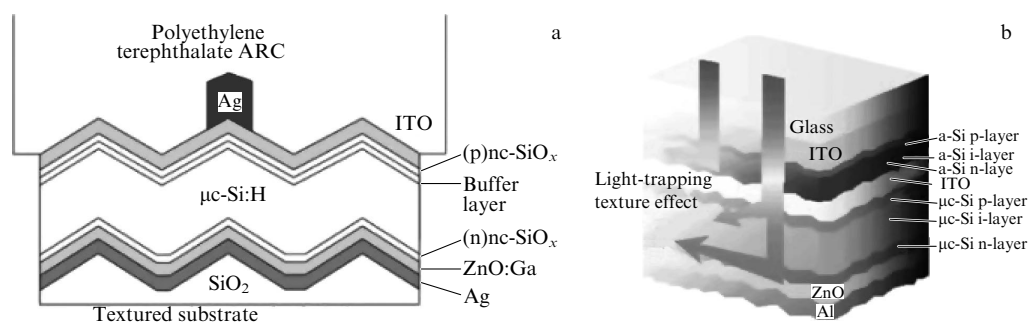 a
Polyethylene
terephthalate ARC
Ag
ITO
(p)nc-SiOₓ
μc-Si:H
Buffer
layer
(n)nc-SiOₓ
ZnO:Ga
SiO₂
Ag
Textured substrate
b
Glass
ITO
a-Si p-layer
a-Si i-layer
a-Si n-laye
ITO
μc-Si p-layer
μc-Si i-layer
μc-Si n-layer
Light-trapping
texture effect
ZnO
Al